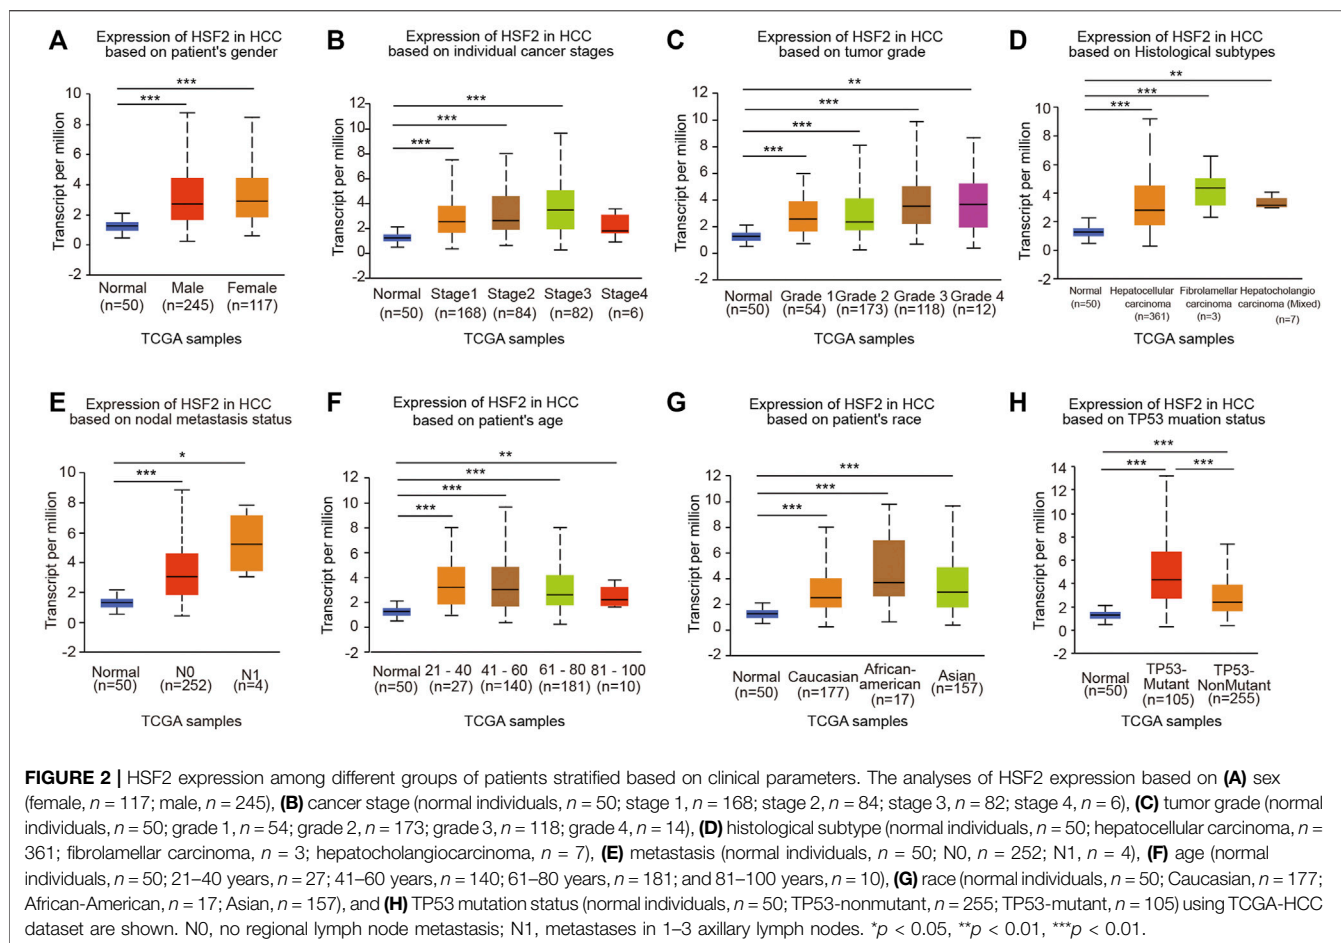 A
Expression of HSF2 in HCC
based on patient's gender
Transcript per million
10
8
6
4
2
0
-2
***
***
Normal
(n=50)
Male
(n=245)
Female
(n=117)
TCGA samples
B
Expression of HSF2 in HCC
based on individual cancer stages
Transcript per million
12
10
8
6
4
2
0
-2
***
***
***
Normal
(n=50)
Stage1
(n=168)
Stage2
(n=84)
Stage3
(n=82)
Stage4
(n=6)
TCGA samples
C
Expression of HSF2 in HCC
based on tumor grade
Transcript per million
12
10
8
6
4
2
0
-2
**
***
***
***
Normal
(n=50)
Grade 1
(n=54)
Grade 2
(n=173)
Grade 3
(n=118)
Grade 4
(n=12)
TCGA samples
D
Expression of HSF2 in HCC
based on Histological subtypes
Transcript per million
10
8
6
4
2
0
-2
**
***
***
Normal
(n=50)
Hepatocellular
carcinoma
(n=361)
Fibrolamellar
carcinoma
(n=3)
Hepatocholangio
carcinoma (Mixed)
(n=7)
TCGA samples
E
Expression of HSF2 in HCC
based on nodal metastasis status
Transcript per million
10
8
6
4
2
0
-2
*
***
Normal
(n=50)
N0
(n=252)
N1
(n=4)
TCGA samples
F
Expression of HSF2 in HCC
based on patient's age
Transcript per million
12
10
8
6
4
2
0
-2
**
***
***
***
Normal
(n=50)
21 - 40
(n=27)
41 - 60
(n=140)
61 - 80
(n=181)
81 - 100
(n=10)
TCGA samples
G
Expression of HSF2 in HCC
based on patient's race
Transcript per million
12
10
8
6
4
2
0
-2
***
***
***
Normal
(n=50)
Caucasian
(n=177)
African-
american
(n=17)
Asian
(n=157)
TCGA samples
H
Expression of HSF2 in HCC
based on TP53 muation status
Transcript per million
14
12
10
8
6
4
2
0
-2
***
***
***
Normal
(n=50)
TP53-
Mutant
(n=105)
TP53-
NonMutant
(n=255)
TCGA samples
FIGURE 2 | HSF2 expression among different groups of patients stratified based on clinical parameters. The analyses of HSF2 expression based on (A) sex
(female, n = 117; male, n = 245), (B) cancer stage (normal individuals, n = 50; stage 1, n = 168; stage 2, n = 84; stage 3, n = 82; stage 4, n = 6), (C) tumor grade (normal
individuals, n = 50; grade 1, n = 54; grade 2, n = 173; grade 3, n = 118; grade 4, n = 14), (D) histological subtype (normal individuals, n = 50; hepatocellular carcinoma, n =
361; fibrolamellar carcinoma, n = 3; hepatocholangiocarcinoma, n = 7), (E) metastasis (normal individuals, n = 50; N0, n = 252; N1, n = 4), (F) age (normal
individuals, n = 50; 21–40 years, n = 27; 41–60 years, n = 140; 61–80 years, n = 181; and 81–100 years, n = 10), (G) race (normal individuals, n = 50; Caucasian, n = 177;
African-American, n = 17; Asian, n = 157), and (H) TP53 mutation status (normal individuals, n = 50; TP53-nonmutant, n = 255; TP53-mutant, n = 105) using TCGA-HCC
dataset are shown. N0, no regional lymph node metastasis; N1, metastases in 1–3 axillary lymph nodes. *p < 0.05, **p < 0.01, ***p < 0.01.